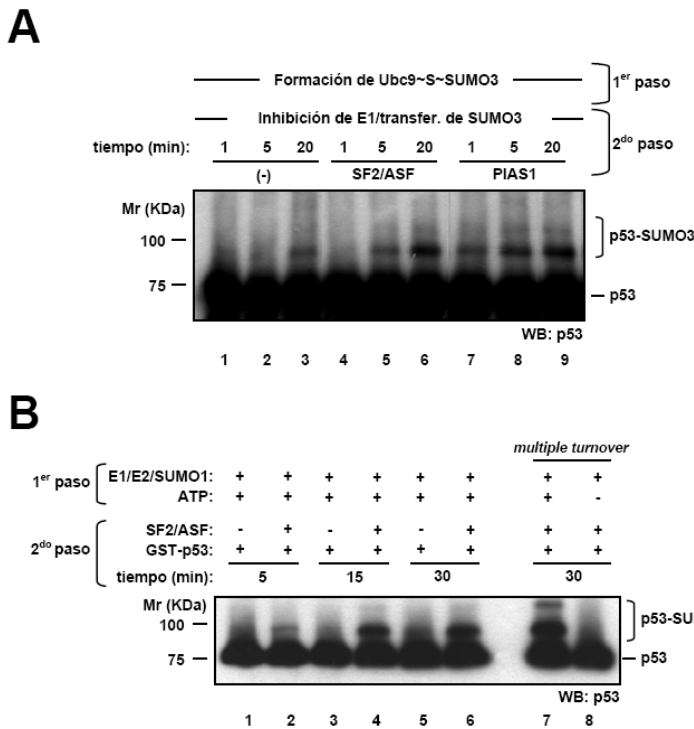 A
Formación de Ubc9~S~SUMO3
1er paso
Inhibición de E1/transfer. de SUMO3
2do paso
tiempo (min): 1 5 20 1 5 20 1 5 20
(-) SF2/ASF PIAS1
Mr (KDa)
100
75
p53-SUMO3
p53
WB: p53
1 2 3 4 5 6 7 8 9
B
multiple turnover
1er paso
E1/E2/SUMO1: + + + + + + + +
ATP: + + + + + + + -
2do paso
SF2/ASF: - + - + - + + +
GST-p53: + + + + + + + +
tiempo (min): 5 15 30 30
Mr (KDa)
100
75
p53-SU
p53
WB: p53
1 2 3 4 5 6 7 8